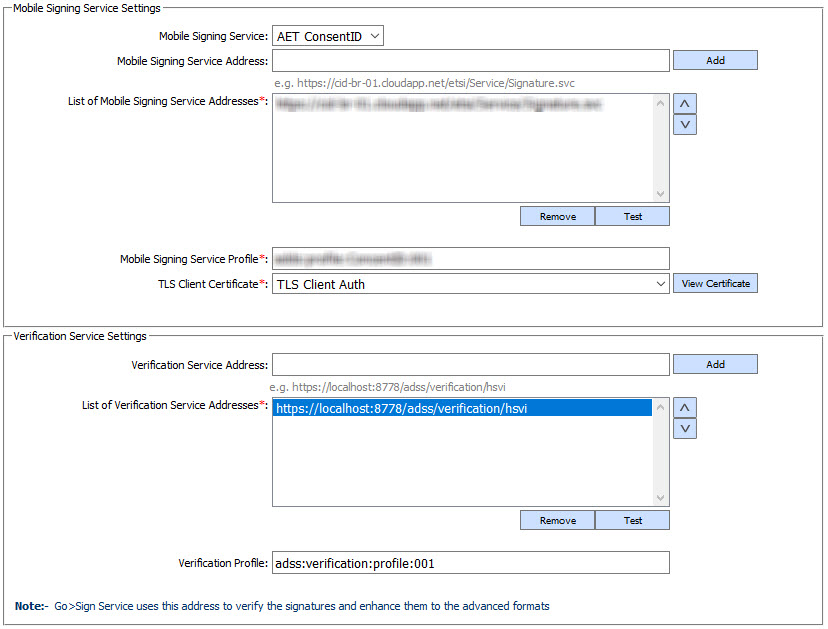 Mobile Signing Service Settings
Mobile Signing Service: AET ConsentID
Mobile Signing Service Address: Add
e.g. https://cid-br-01.cloudapp.net/etsi/Service/Signature.svc
List of Mobile Signing Service Addresses*:
Remove Test
Mobile Signing Service Profile*:
TLS Client Certificate*: TLS Client Auth View Certificate
Verification Service Settings
Verification Service Address: Add
e.g. https://localhost:8778/adss/verification/hsvi
List of Verification Service Addresses*: https://localhost:8778/adss/verification/hsvi
Remove Test
Verification Profile: adss:verification:profile:001
Note:- Go>Sign Service uses this address to verify the signatures and enhance them to the advanced formats